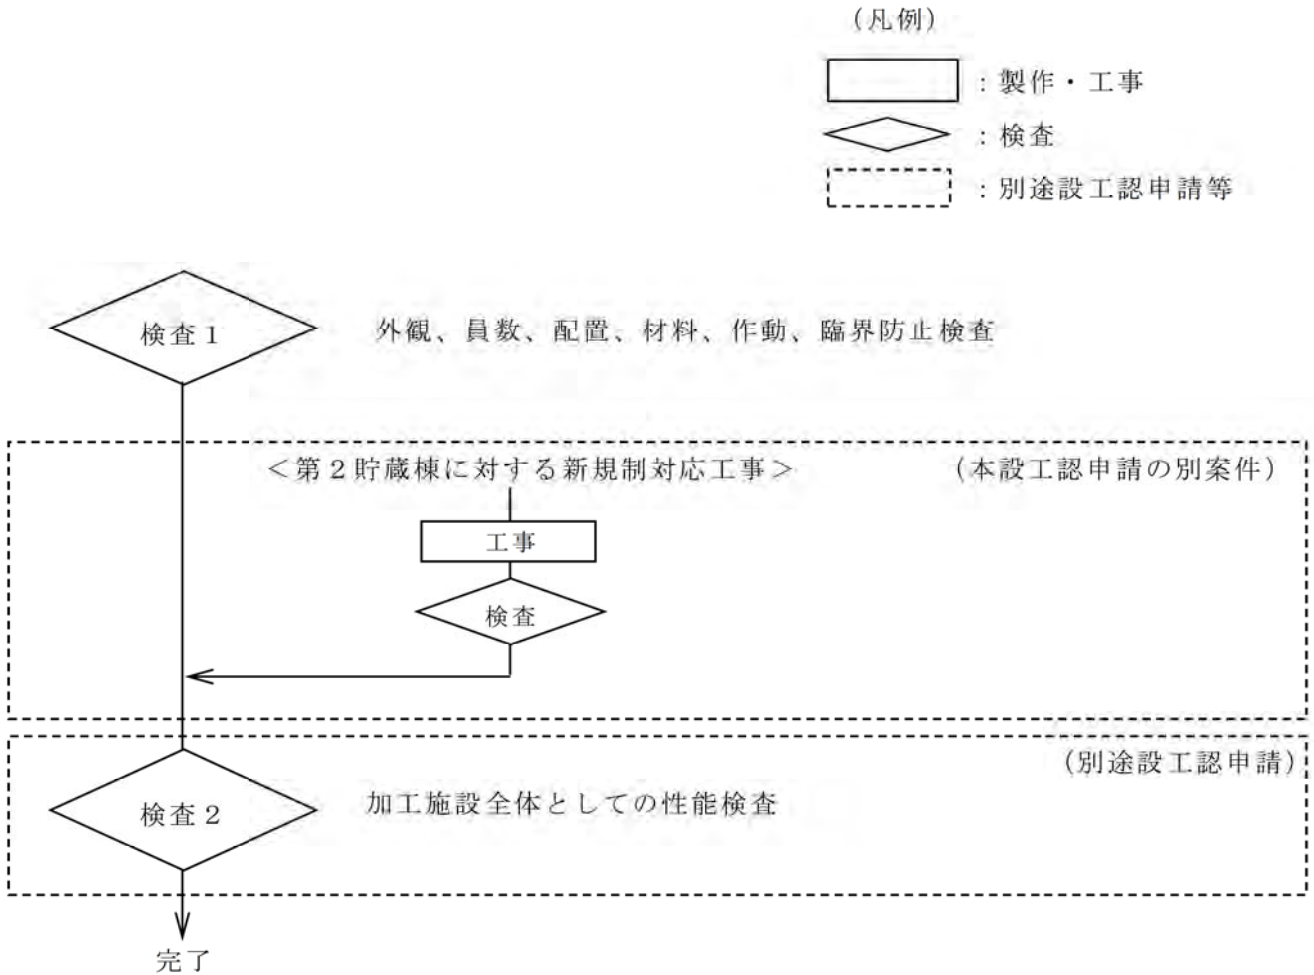 (凡例)
：製作・工事
：検査
：別途設工認申請等
検査１
外観、員数、配置、材料、作動、臨界防止検査
＜第２貯蔵棟に対する新規制対応工事＞
(本設工認申請の別案件)
工事
検査
(別途設工認申請)
検査２
加工施設全体としての性能検査
完了